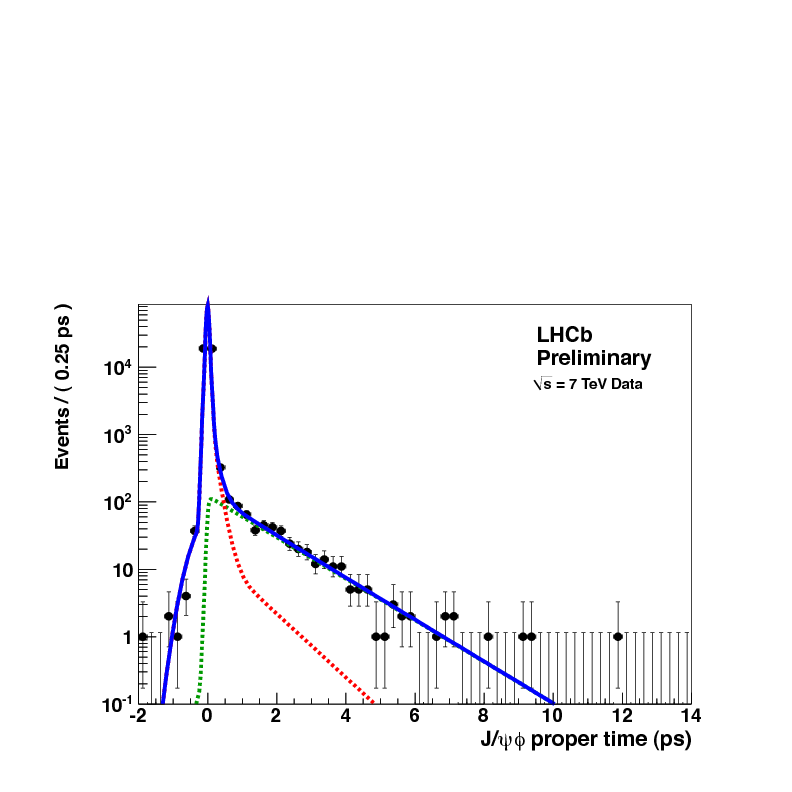 Events / ( 0.25 ps )
LHCb
Preliminary
√s = 7 TeV Data
10⁴
10³
10²
10
1
10⁻¹
-2 0 2 4 6 8 10 12 14
J/ψϕ proper time (ps)